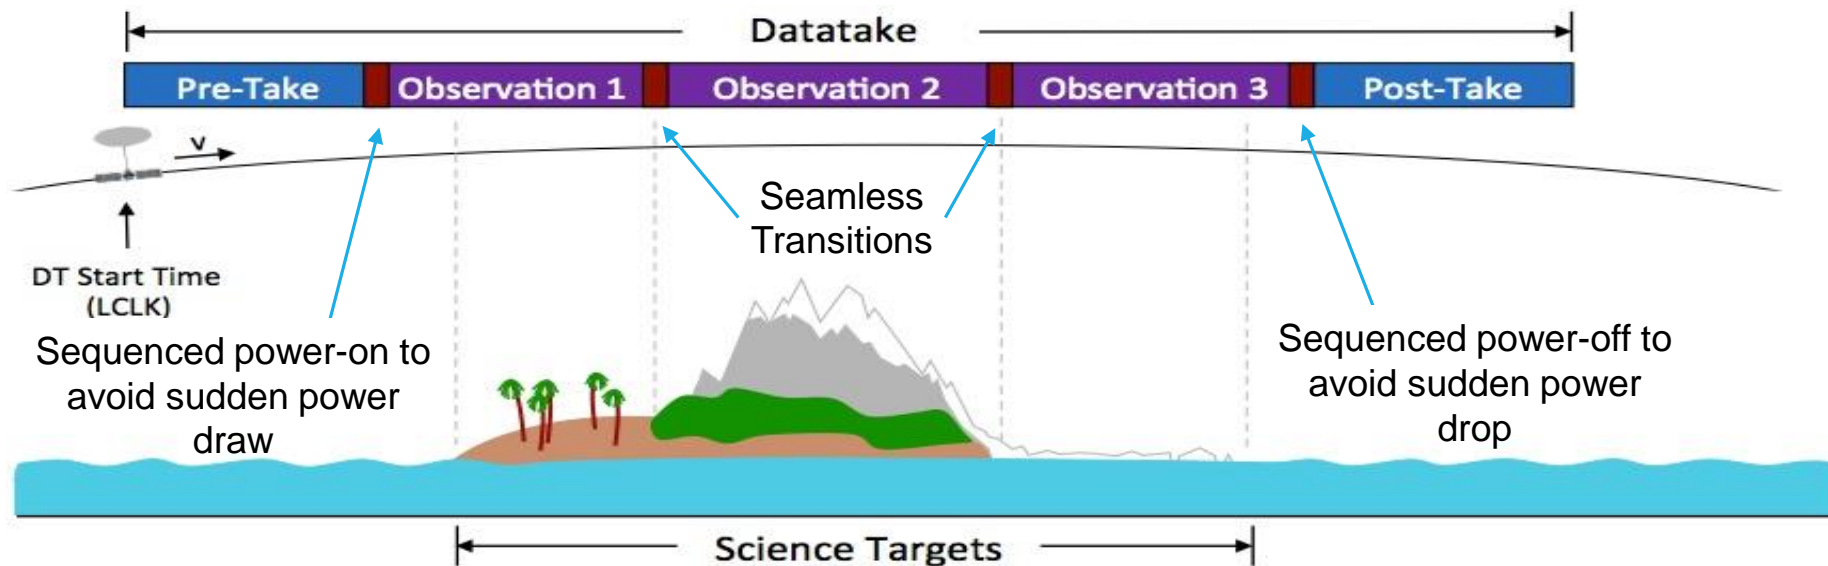 Datatake
Pre-Take
Observation 1
Observation 2
Observation 3
Post-Take
v
DT Start Time
(LCLK)
Seamless
Transitions
Sequenced power-on to
avoid sudden power
draw
Sequenced power-off to
avoid sudden power
drop
Science Targets